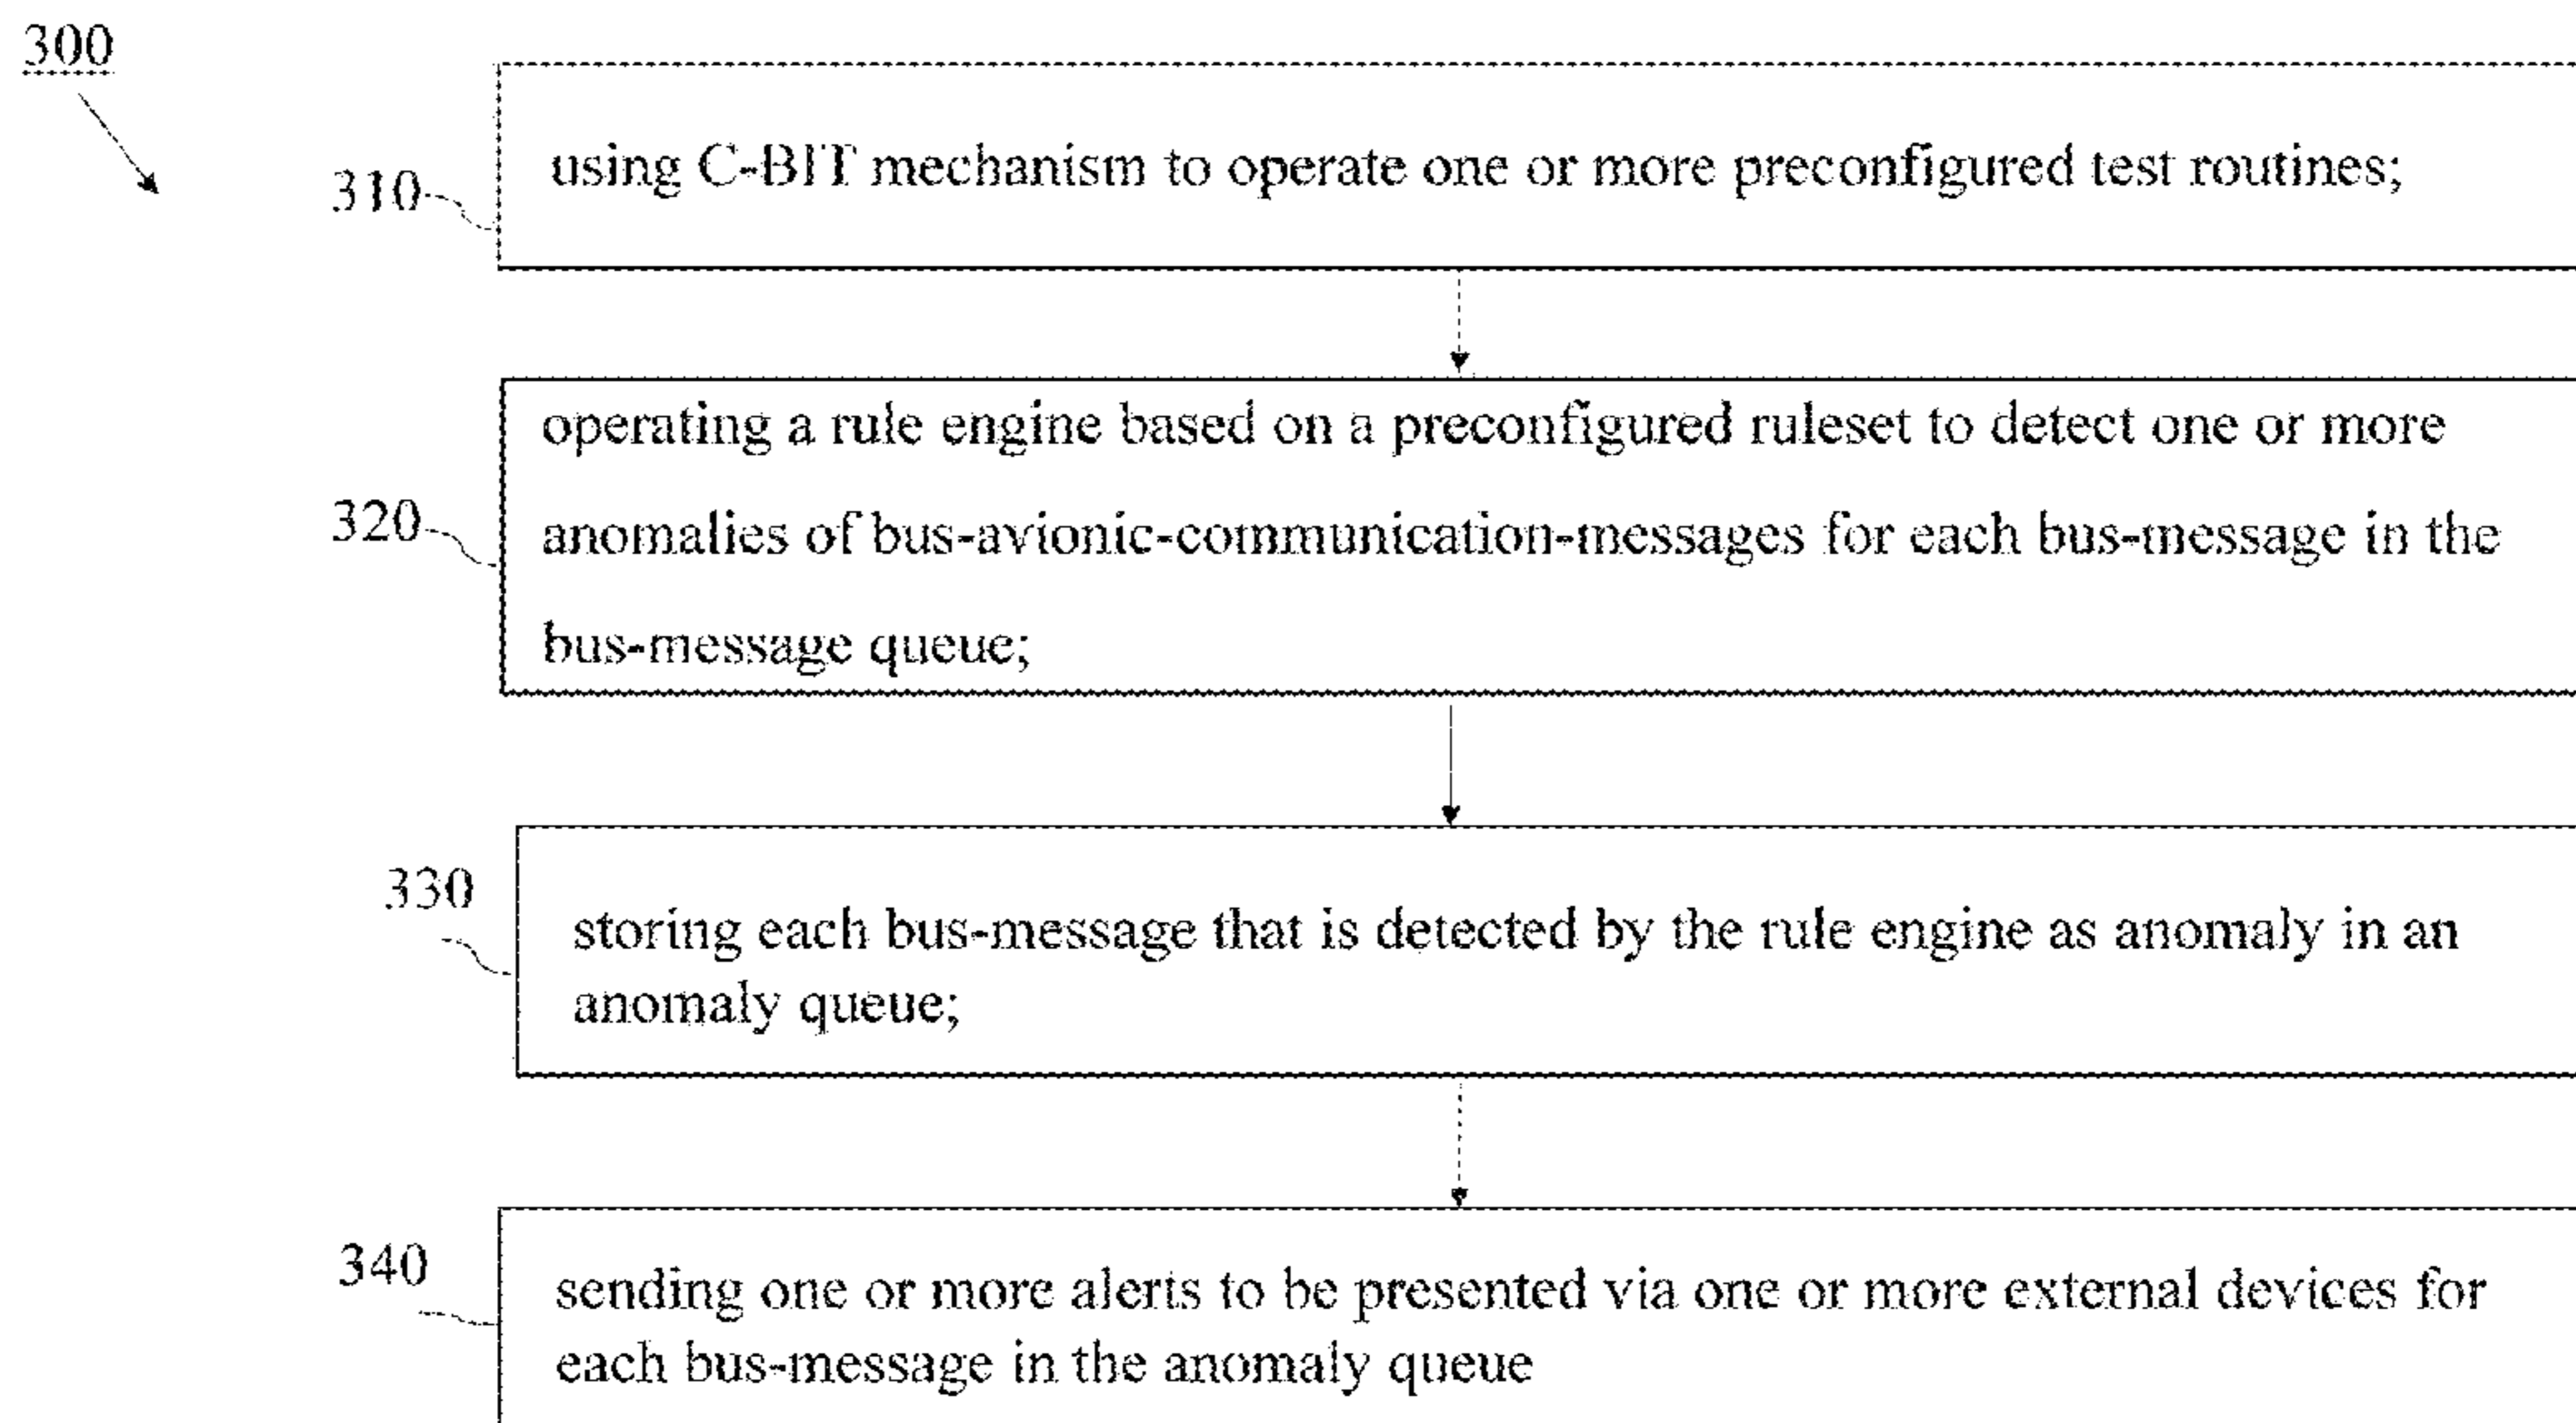 300
310
using C-BIT mechanism to operate one or more preconfigured test routines;
320
operating a rule engine based on a preconfigured ruleset to detect one or more
anomalies of bus-avionic-communication-messages for each bus-message in the
bus-message queue;
330
storing each bus-message that is detected by the rule engine as anomaly in an
anomaly queue;
340
sending one or more alerts to be presented via one or more external devices for
each bus-message in the anomaly queue